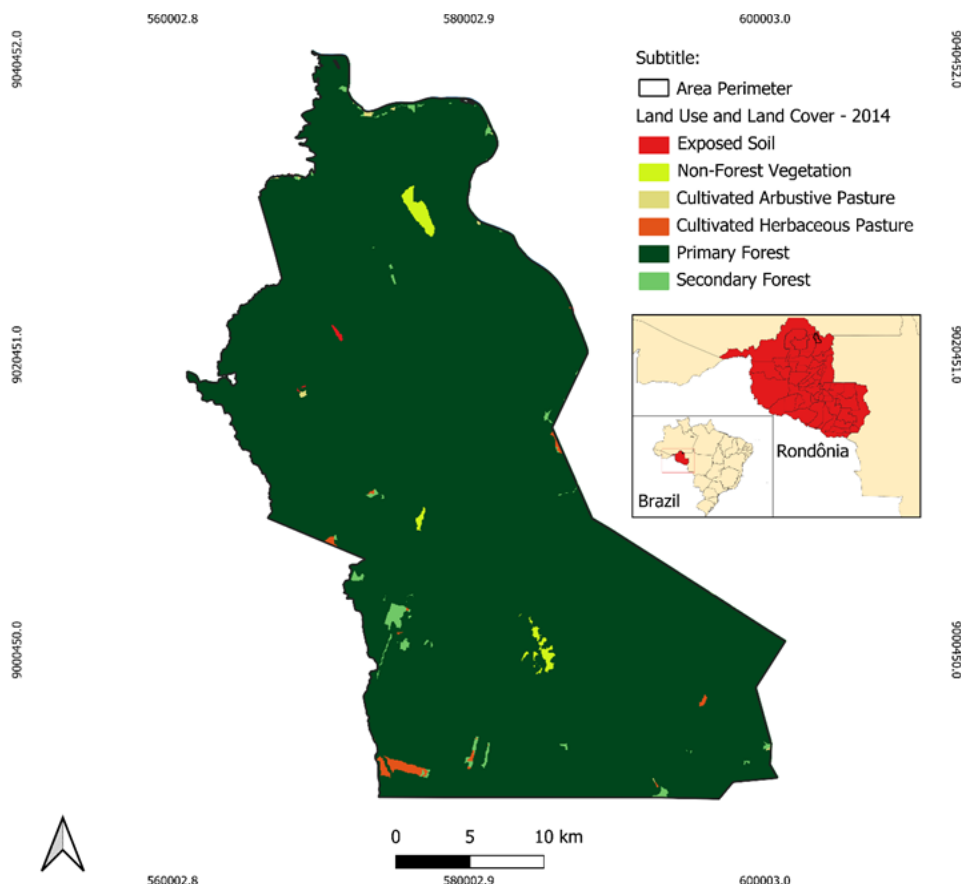 560002.8 580002.9 600003.0
9040452.0 9040452.0
Subtitle:
Area Perimeter
Land Use and Land Cover - 2014
Exposed Soil
Non-Forest Vegetation
Cultivated Arbustive Pasture
Cultivated Herbaceous Pasture
Primary Forest
Secondary Forest
9020451.0 9020451.0
Rondônia
Brazil
9000450.0 9000450.0
0 5 10 km
560002.8 580002.9 600003.0